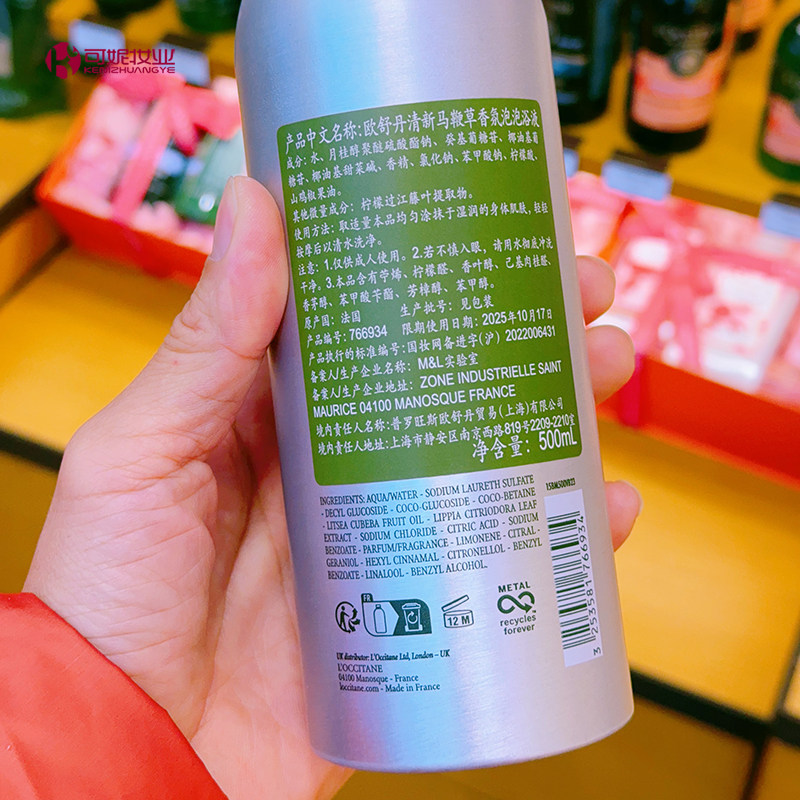 可妮妆业
KENIZHUANGYE
产品中文名称:欧舒丹清新马鞭草香氛泡泡浴液
成分:水、月桂醇聚醚硫酸酯钠、癸基葡糖苷、椰油基葡
糖苷、椰油基甜菜碱、香精、氯化钠、苯甲酸钠、柠檬酸、
山鸡椒果油。
其他微量成分:柠檬过江藤叶提取物。
使用方法:取适量本品均匀涂抹于湿润的身体肌肤,轻轻
按摩后以清水洗净。
注意:1.仅供成人使用。2.若不慎入眼,请用水彻底冲洗
干净。3.本品含有苧烯、柠檬醛、香叶醇、己基肉桂醛、
香茅醇、苯甲酸苄酯、芳樟醇、苯甲醇。
原产国:法国 生产批号:见包装
产品编号:766934 限期使用日期:2025年10月17日
产品执行的标准编号:国妆网备进字(沪)2022006431
备案人/生产企业名称:M&L实验室
备案人/生产企业地址:ZONE INDUSTRIELLE SAINT
MAURICE 04100 MANOSQUE FRANCE
境内责任人:普罗旺斯欧舒丹贸易(上海)有限公司
境内责任人地址:上海市静安区南京西路819号2209-2210室
净含量:500mL
INGREDIENTS: AQUA/WATER - SODIUM LAURETH SULFATE
- DECYL GLUCOSIDE - COCO-GLUCOSIDE - COCO-BETAINE
- LITSEA CUBEBA FRUIT OIL - LIPPIA CITRIODORA LEAF
EXTRACT - SODIUM CHLORIDE - CITRIC ACID - SODIUM
BENZOATE - PARFUM/FRAGRANCE - LIMONENE - CITRAL -
GERANIOL - HEXYL CINNAMAL - CITRONELLOL - BENZYL
BENZOATE - LINALOOL - BENZYL ALCOHOL.
15BM500VB23
3 253581 766934
FR
12 M
METAL
recycles
forever
UK distributor: L'Occitane Ltd, London – UK
L'OCCITANE
04100 Manosque - France
loccitane.com - Made in France